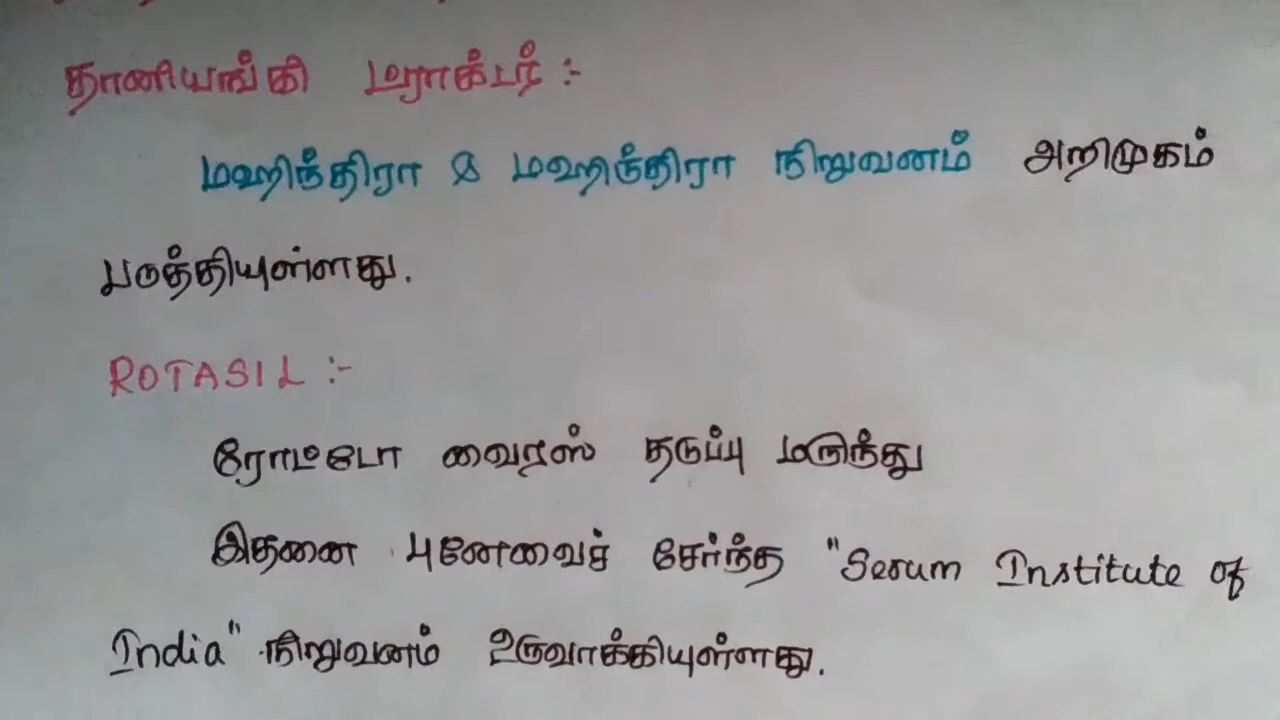 தானியங்கி டிராக்டர் :-
மஹிந்திரா & மஹிந்திரா நிறுவனம் அறிமுகம்
படுத்தியுள்ளது.
ROTASIL :-
ரோட்டோ வைரஸ் தடுப்பு மருந்து
இதனை புனேவைச் சேர்ந்த "Serum Institute of
India" நிறுவனம் உருவாக்கியுள்ளது.